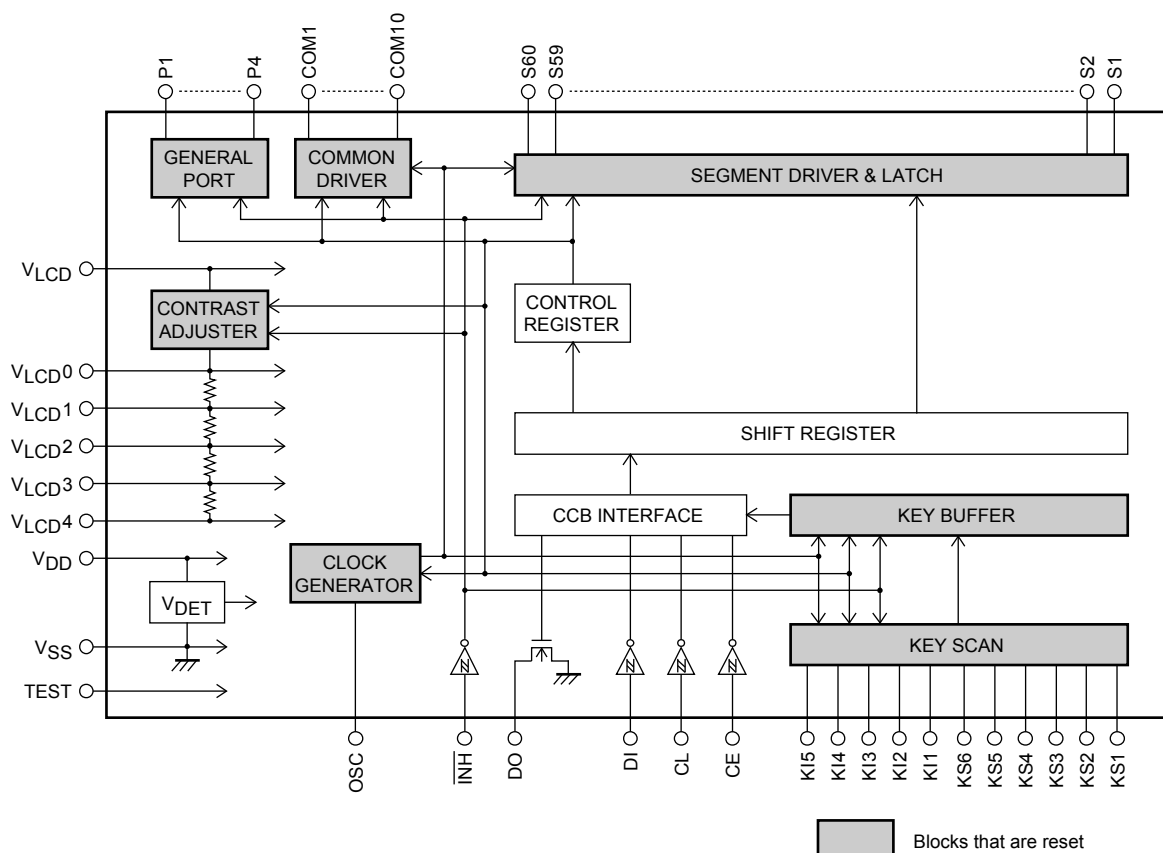 P1
P4
COM1
COM10
S60
S59
S2
S1
GENERAL
PORT
COMMON
DRIVER
SEGMENT DRIVER & LATCH
VLCD
CONTRAST
ADJUSTER
CONTROL
REGISTER
VLCD0
VLCD1
VLCD2
VLCD3
VLCD4
SHIFT REGISTER
CCB INTERFACE
KEY BUFFER
VDD
CLOCK
GENERATOR
VDET
VSS
KEY SCAN
TEST
OSC
INH
DO
DI
CL
CE
KI5
KI4
KI3
KI2
KI1
KS6
KS5
KS4
KS3
KS2
KS1
Blocks that are reset